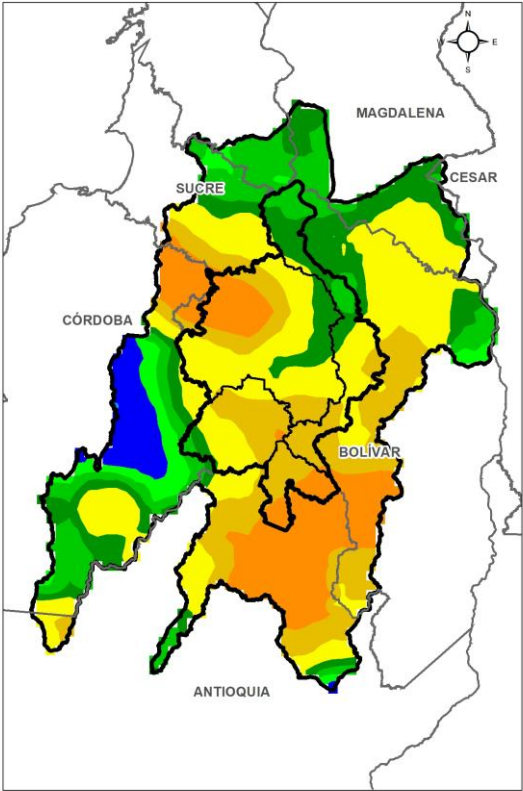 N
W
E
S
MAGDALENA
CESAR
SUCRE
CÓRDOBA
BOLÍVAR
ANTIOQUIA